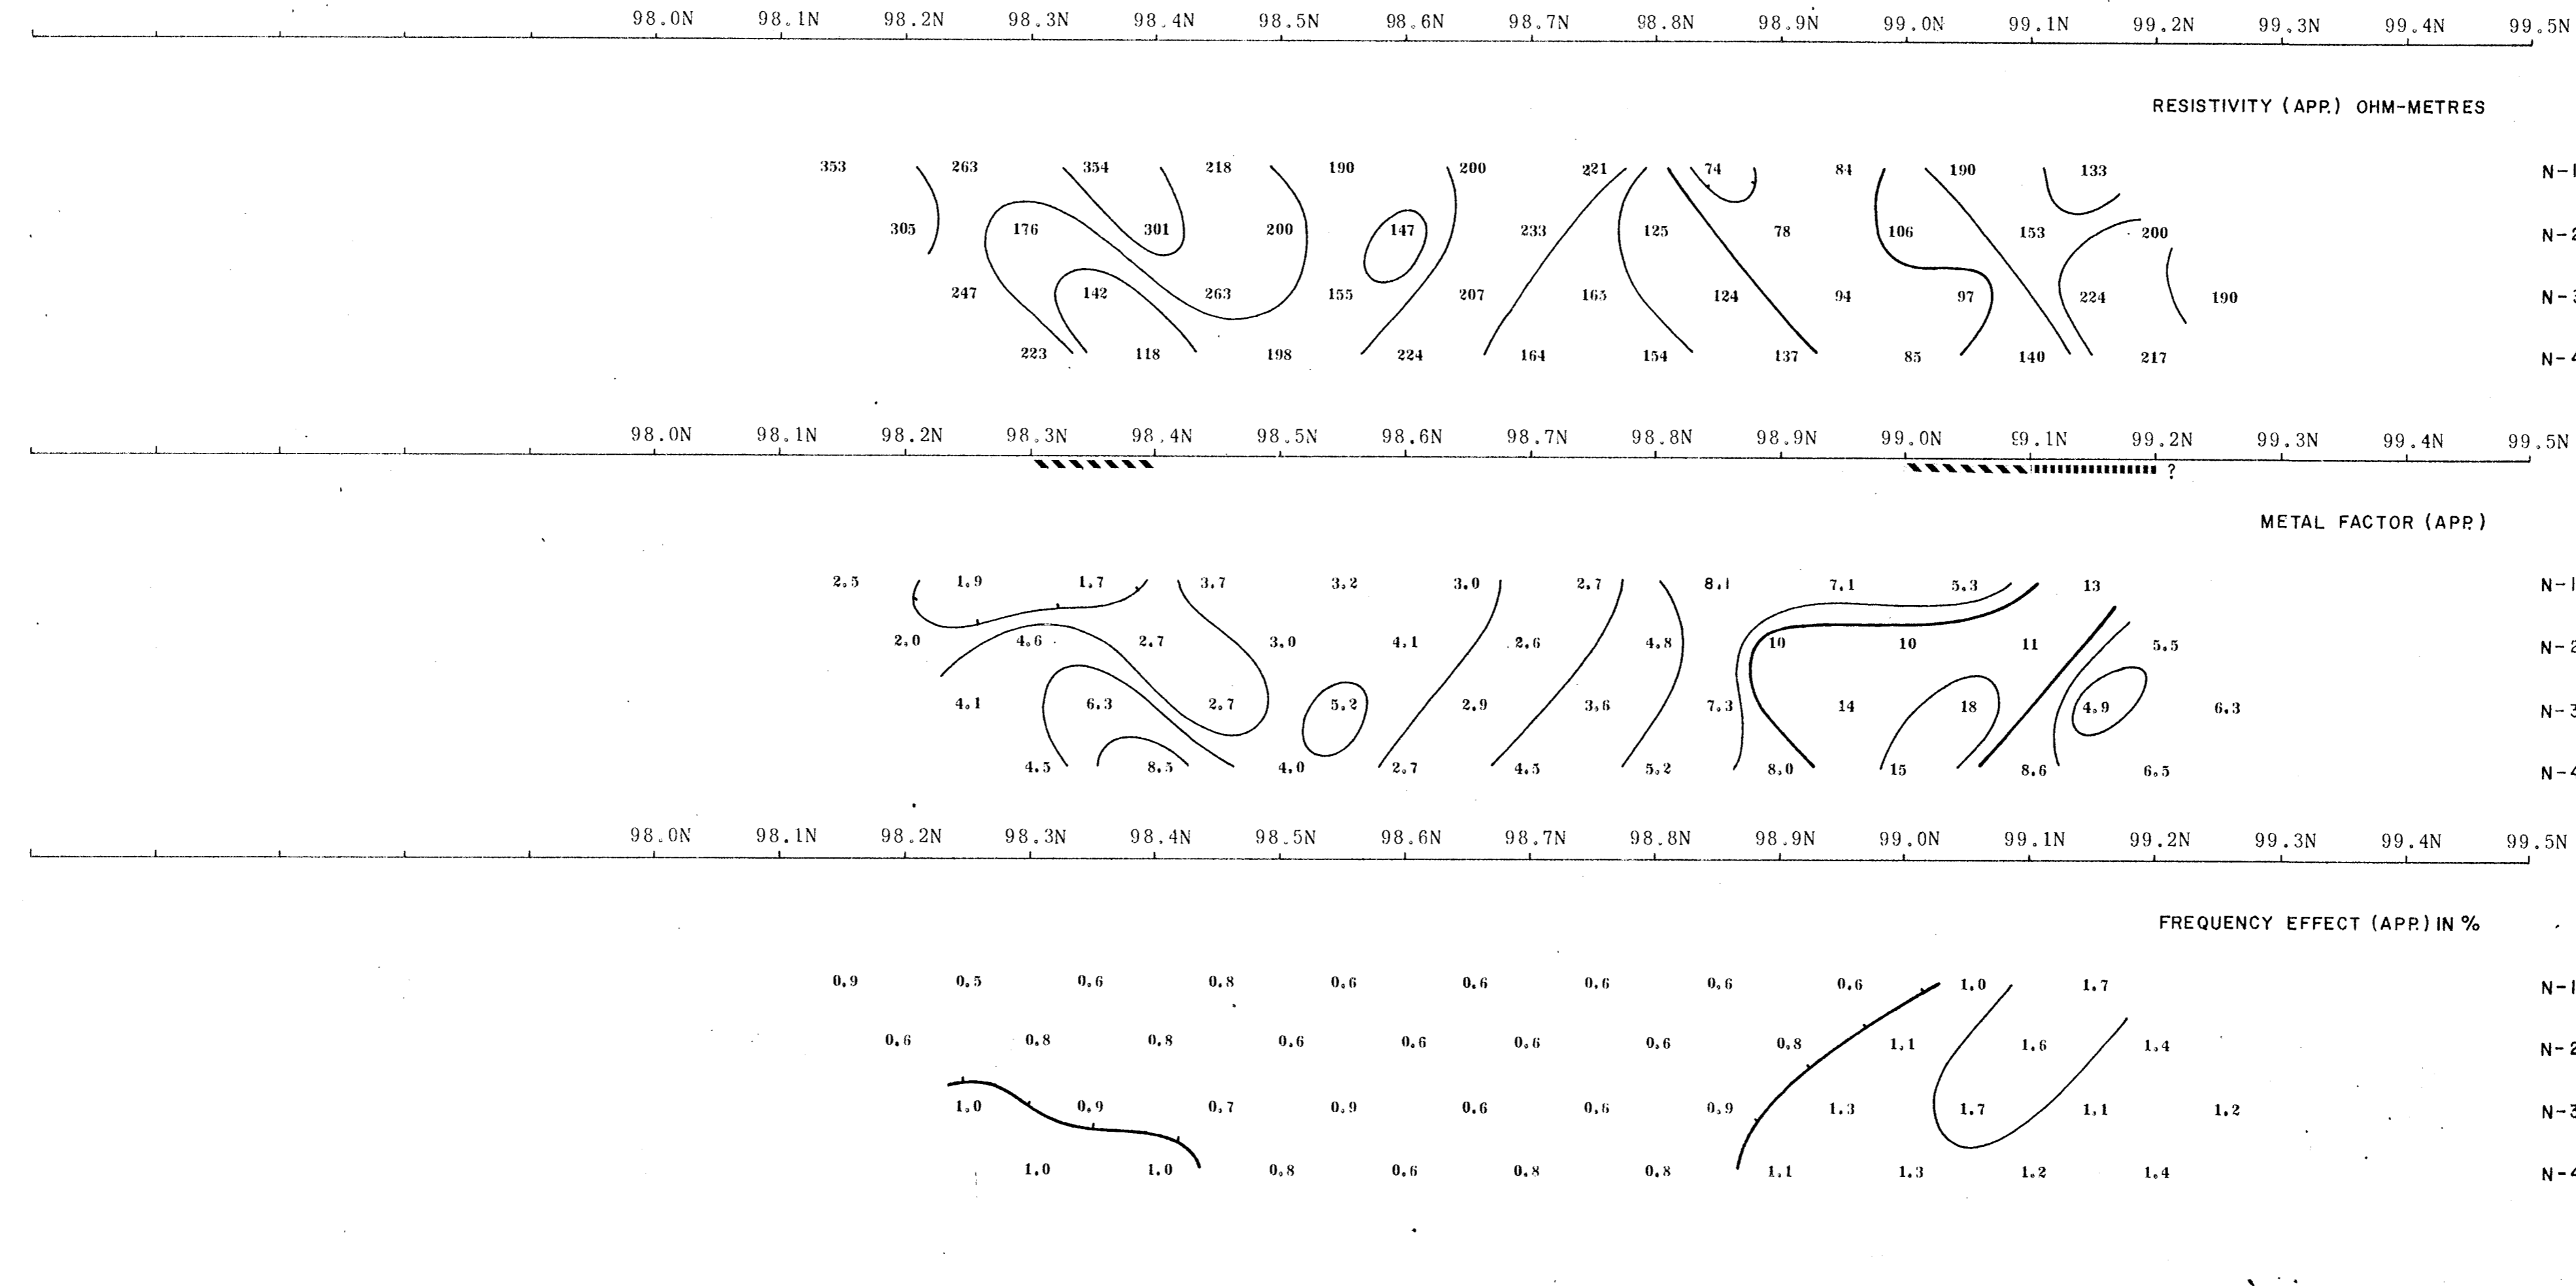 98.0N 98.1N 98.2N 98.3N 98.4N 98.5N 98.6N 98.7N 98.8N 98.9N 99.0N 99.1N 99.2N 99.3N 99.4N 99.5N
RESISTIVITY (APP.) OHM-METRES
353 263 354 218 190 200 221 74 84 190 133 N-1
305 176 301 200 147 233 125 78 106 153 200 N-2
247 142 263 155 207 165 124 94 97 224 190 N-3
223 118 198 224 164 154 137 85 140 217 N-4
98.0N 98.1N 98.2N 98.3N 98.4N 98.5N 98.6N 98.7N 98.8N 98.9N 99.0N 99.1N 99.2N 99.3N 99.4N 99.5N
?
METAL FACTOR (APP.)
2.5 1.9 1.7 3.7 3.2 3.0 2.7 8.1 7.1 5.3 13 N-1
2.0 4.6 2.7 3.0 4.1 2.6 4.8 10 10 11 5.5 N-2
4.1 6.3 2.7 5.2 2.9 3.6 7.3 14 18 4.9 6.3 N-3
4.5 8.5 4.0 2.7 4.5 5.2 8.0 15 8.6 6.5 N-4
98.0N 98.1N 98.2N 98.3N 98.4N 98.5N 98.6N 98.7N 98.8N 98.9N 99.0N 99.1N 99.2N 99.3N 99.4N 99.5N
FREQUENCY EFFECT (APP.) IN %
0.9 0.5 0.6 0.8 0.6 0.6 0.6 0.6 0.6 1.0 1.7 N-1
0.6 0.8 0.8 0.6 0.6 0.6 0.6 0.8 1.1 1.6 1.4 N-2
1.0 0.9 0.7 0.9 0.6 0.6 0.9 1.3 1.7 1.1 1.2 N-3
1.0 1.0 0.8 0.6 0.8 0.8 1.1 1.3 1.2 1.4 N-4